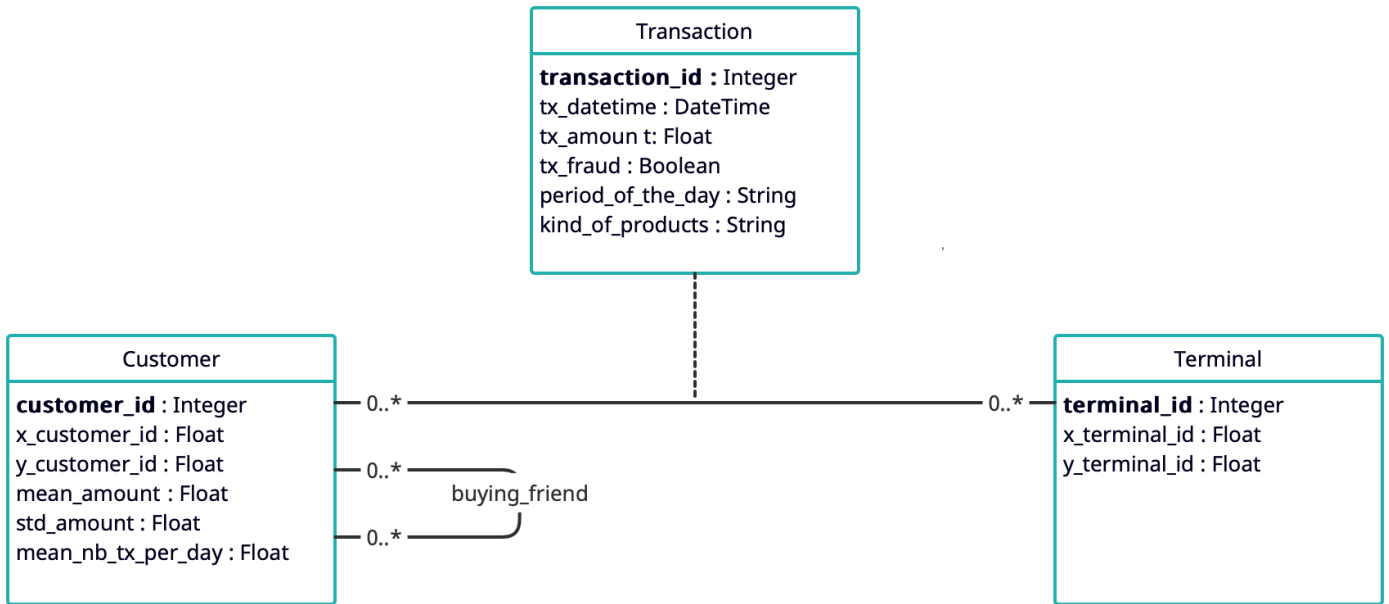 Transaction
transaction_id : Integer
tx_datetime : DateTime
tx_amoun t: Float
tx_fraud : Boolean
period_of_the_day : String
kind_of_products : String
Customer
customer_id : Integer
x_customer_id : Float
y_customer_id : Float
mean_amount : Float
std_amount : Float
mean_nb_tx_per_day : Float
0..*
0..*
0..*
buying_friend
0..*
Terminal
terminal_id : Integer
x_terminal_id : Float
y_terminal_id : Float